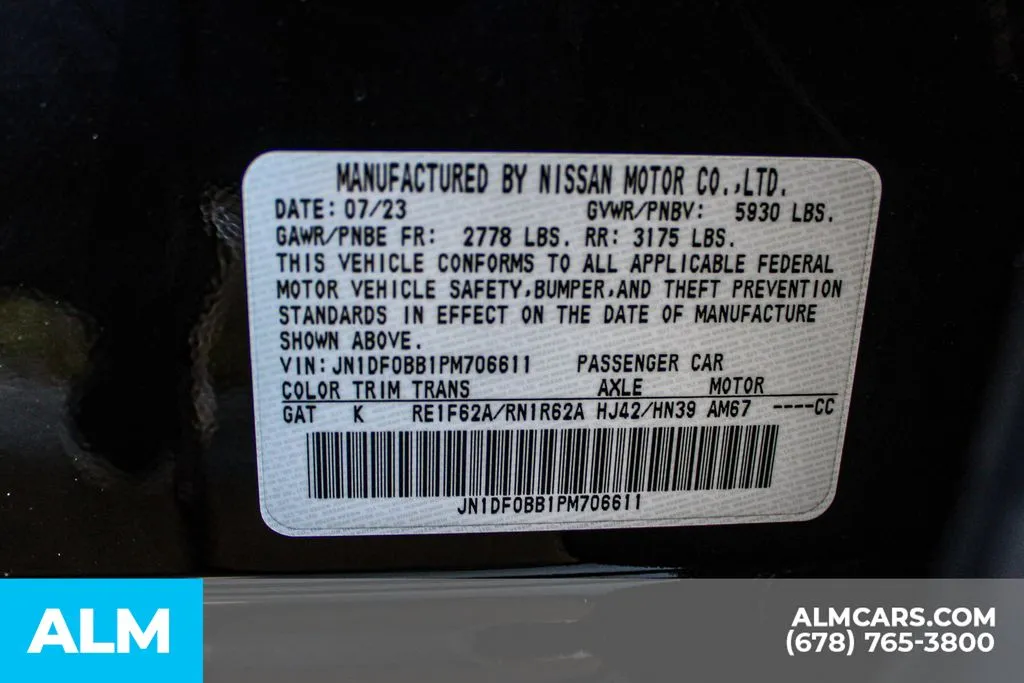 MANUFACTURED BY NISSAN MOTOR CO.,LTD.
DATE: 07/23 GVWR/PNBV: 5930 LBS.
GAWR/PNBE FR: 2778 LBS. RR: 3175 LBS.
THIS VEHICLE CONFORMS TO ALL APPLICABLE FEDERAL
MOTOR VEHICLE SAFETY,BUMPER,AND THEFT PREVENTION
STANDARDS IN EFFECT ON THE DATE OF MANUFACTURE
SHOWN ABOVE.
VIN: JN1DF0BB1PM706611 PASSENGER CAR
COLOR TRIM TRANS AXLE MOTOR
GAT K RE1F62A/RN1R62A HJ42/HN39 AM67 ----CC
JN1DF0BB1PM706611
ALM
ALMCARS.COM
(678) 765-3800